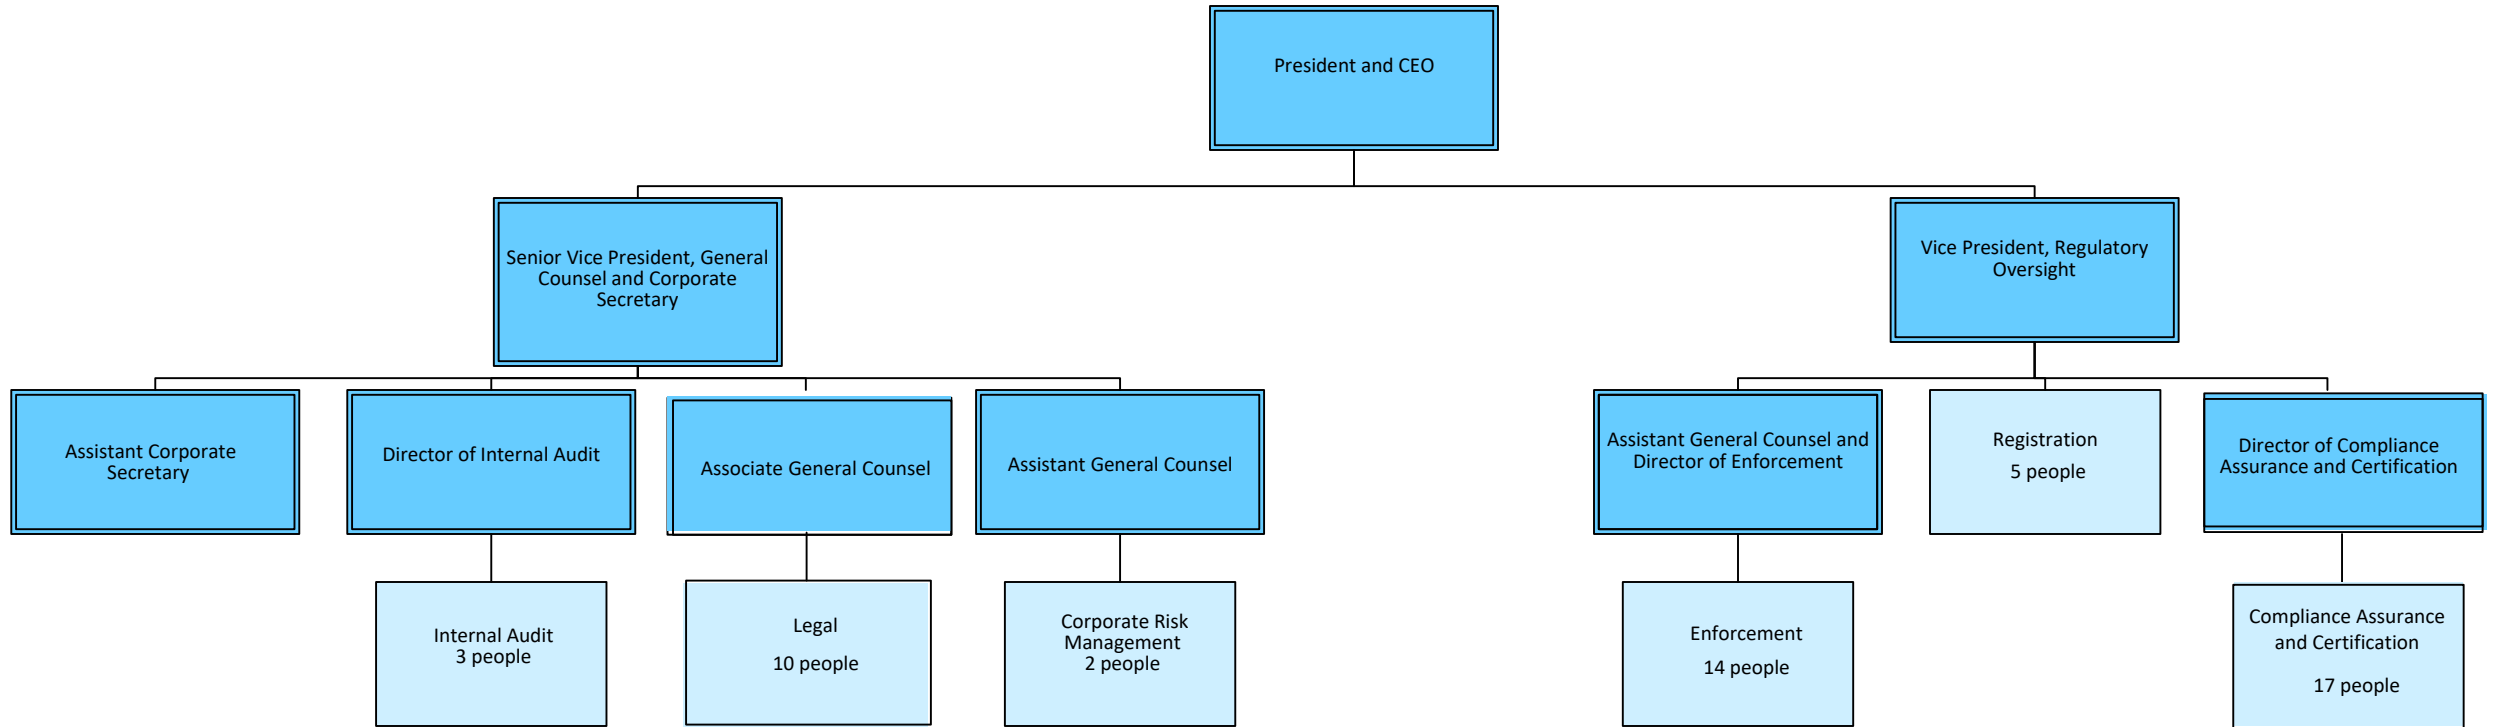 President and CEO
Senior Vice President, General
Counsel and Corporate
Secretary
Vice President, Regulatory
Oversight
Assistant Corporate
Secretary
Director of Internal Audit
Associate General Counsel
Assistant General Counsel
Assistant General Counsel and
Director of Enforcement
Registration
5 people
Director of Compliance
Assurance and Certification
Internal Audit
3 people
Legal
10 people
Corporate Risk
Management
2 people
Enforcement
14 people
Compliance Assurance
and Certification
17 people